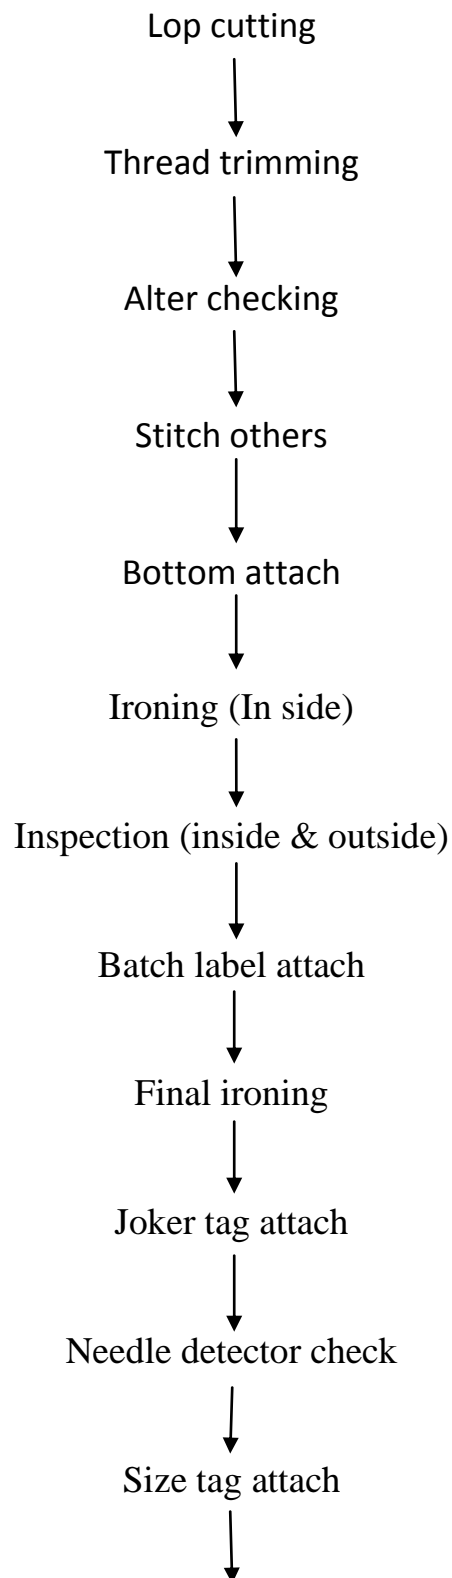 Lop cutting
Thread trimming
Alter checking
Stitch others
Bottom attach
Ironing (In side)
Inspection (inside & outside)
Batch label attach
Final ironing
Joker tag attach
Needle detector check
Size tag attach